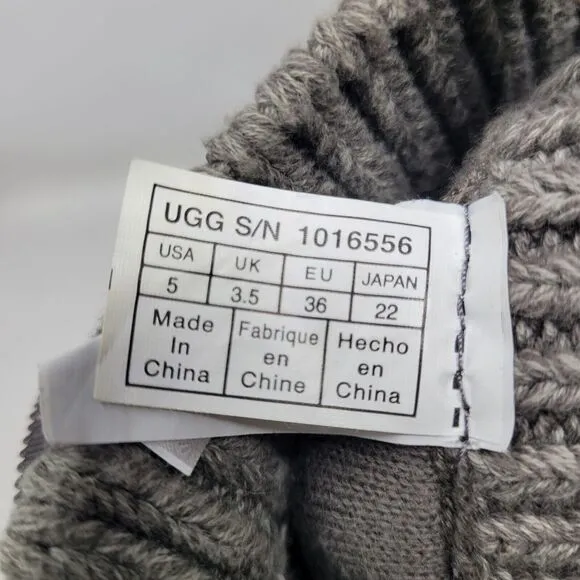 UGG S/N 1016556
USA UK EU JAPAN
5 3.5 36 22
Made Fabrique Hecho
In en en
China Chine China